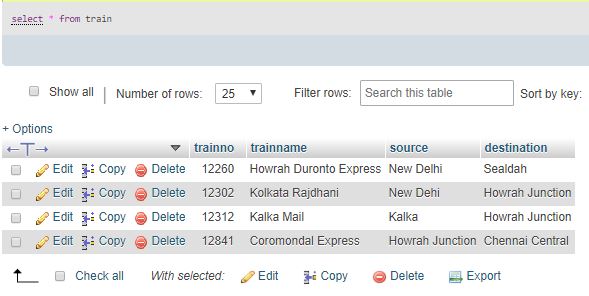 select * from train
Show all Number of rows: 25 Filter rows: Search this table Sort by key:
+ Options
←T→ trainno trainname source destination
Edit Copy Delete 12260 Howrah Duronto Express New Delhi Sealdah
Edit Copy Delete 12302 Kolkata Rajdhani New Dehi Howrah Junction
Edit Copy Delete 12312 Kalka Mail Kalka Howrah Junction
Edit Copy Delete 12841 Coromondal Express Howrah Junction Chennai Central
Check all With selected: Edit Copy Delete Export